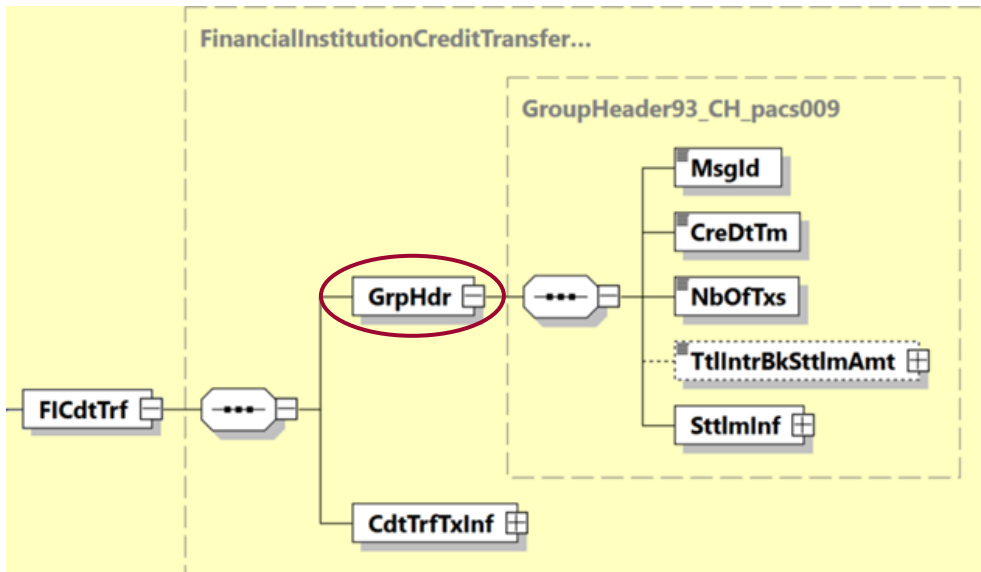 FinancialInstitutionCreditTransfer...
GroupHeader93_CH_pacs009
MsgId
CreDtTm
GrpHdr
NbOfTxs
TtlIntrBkSttlmAmt
FICdtTrf
SttlmInf
CdtTrfTxInf